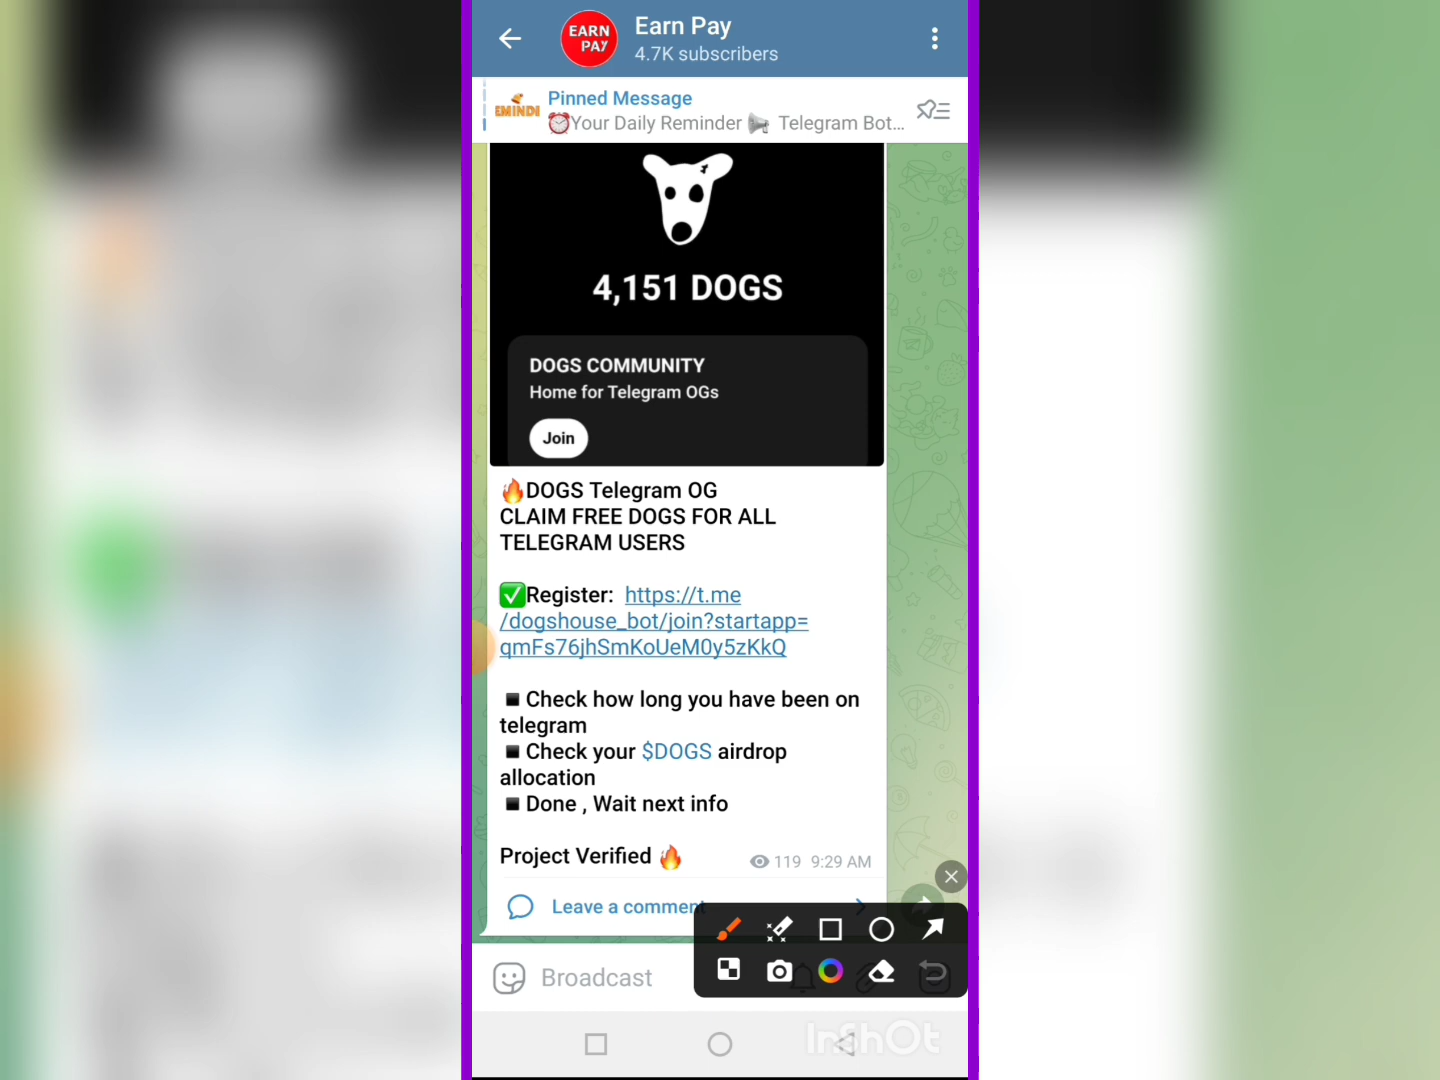 EARN
PAY
Earn Pay
4.7K subscribers
EMINDE
Pinned Message
⏰Your Daily Reminder 📢 Telegram Bot...
4,151 DOGS
DOGS COMMUNITY
Home for Telegram OGs
Join
🔥DOGS Telegram OG
CLAIM FREE DOGS FOR ALL
TELEGRAM USERS
✅Register: https://t.me
/dogshouse_bot/join?startapp=
qmFs76jhSmKoUeM0y5zKkQ
▪️Check how long you have been on
telegram
▪️Check your $DOGS airdrop
allocation
▪️Done , Wait next info
Project Verified 🔥
119 9:29 AM
Leave a comment
Broadcast
InShOt